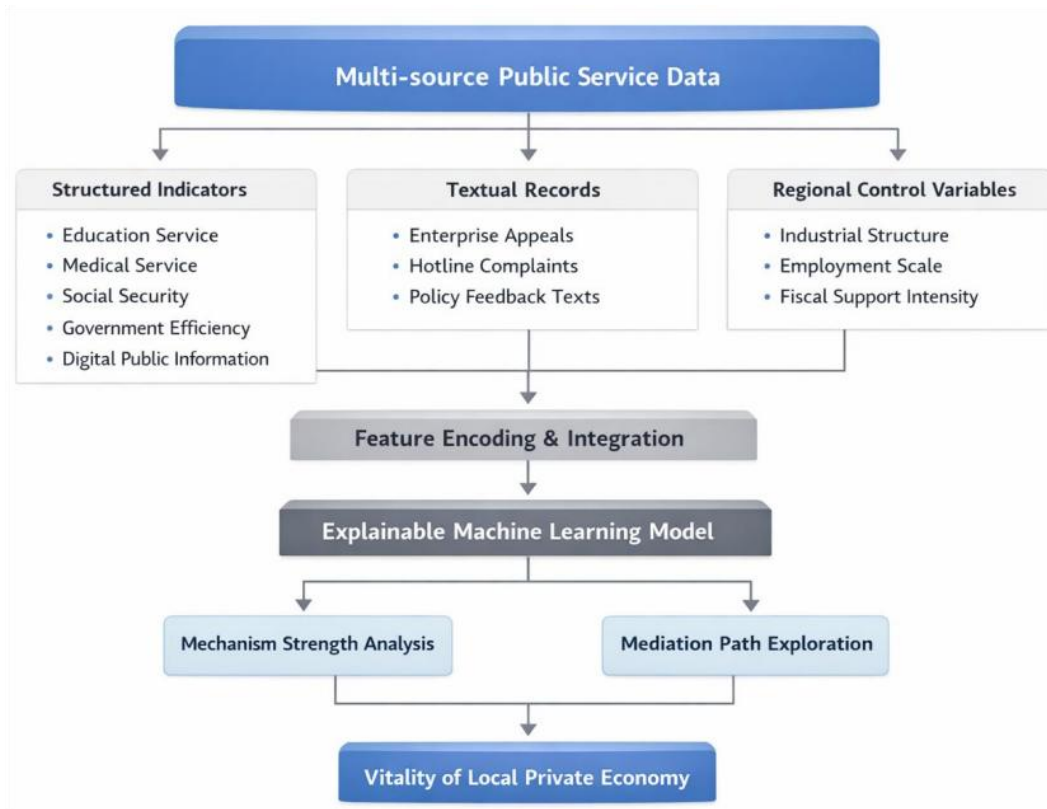 Multi-source Public Service Data
Structured Indicators
• Education Service
• Medical Service
• Social Security
• Government Efficiency
• Digital Public Information
Textual Records
• Enterprise Appeals
• Hotline Complaints
• Policy Feedback Texts
Regional Control Variables
• Industrial Structure
• Employment Scale
• Fiscal Support Intensity
Feature Encoding & Integration
Explainable Machine Learning Model
Mechanism Strength Analysis
Mediation Path Exploration
Vitality of Local Private Economy